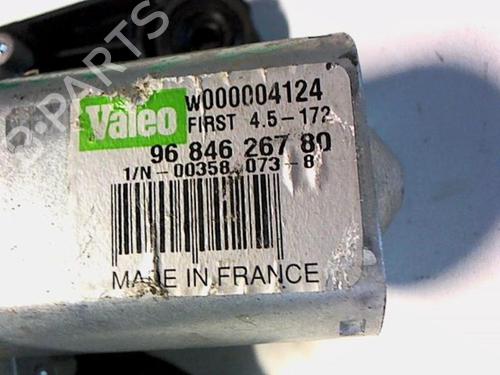 B-PARTS
Valeo
W000004124
FIRST 4.5-172
96 846 267 80
1/N-00358 073-8
MADE IN FRANCE